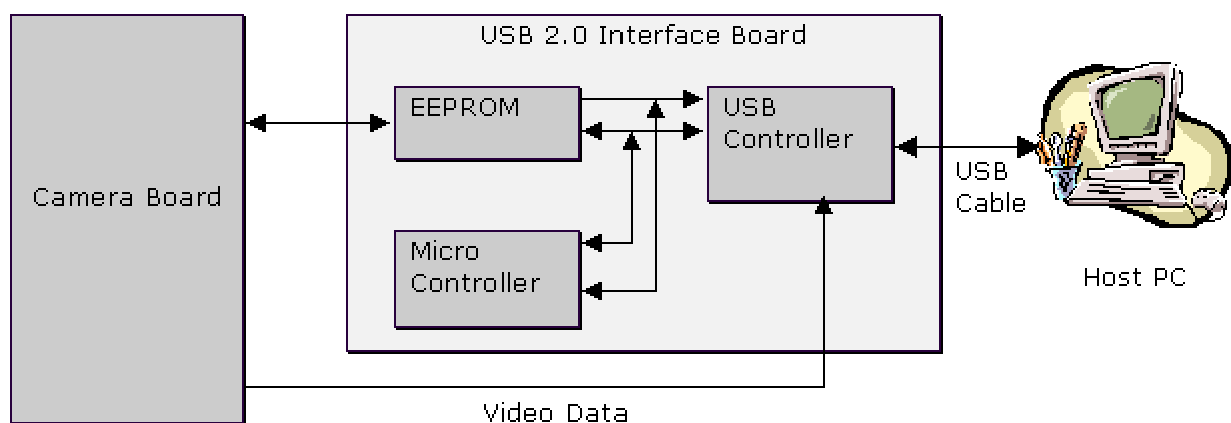 USB 2.0 Interface Board
EEPROM
USB
Controller
Camera Board
USB
Cable
Micro
Controller
Host PC
Video Data